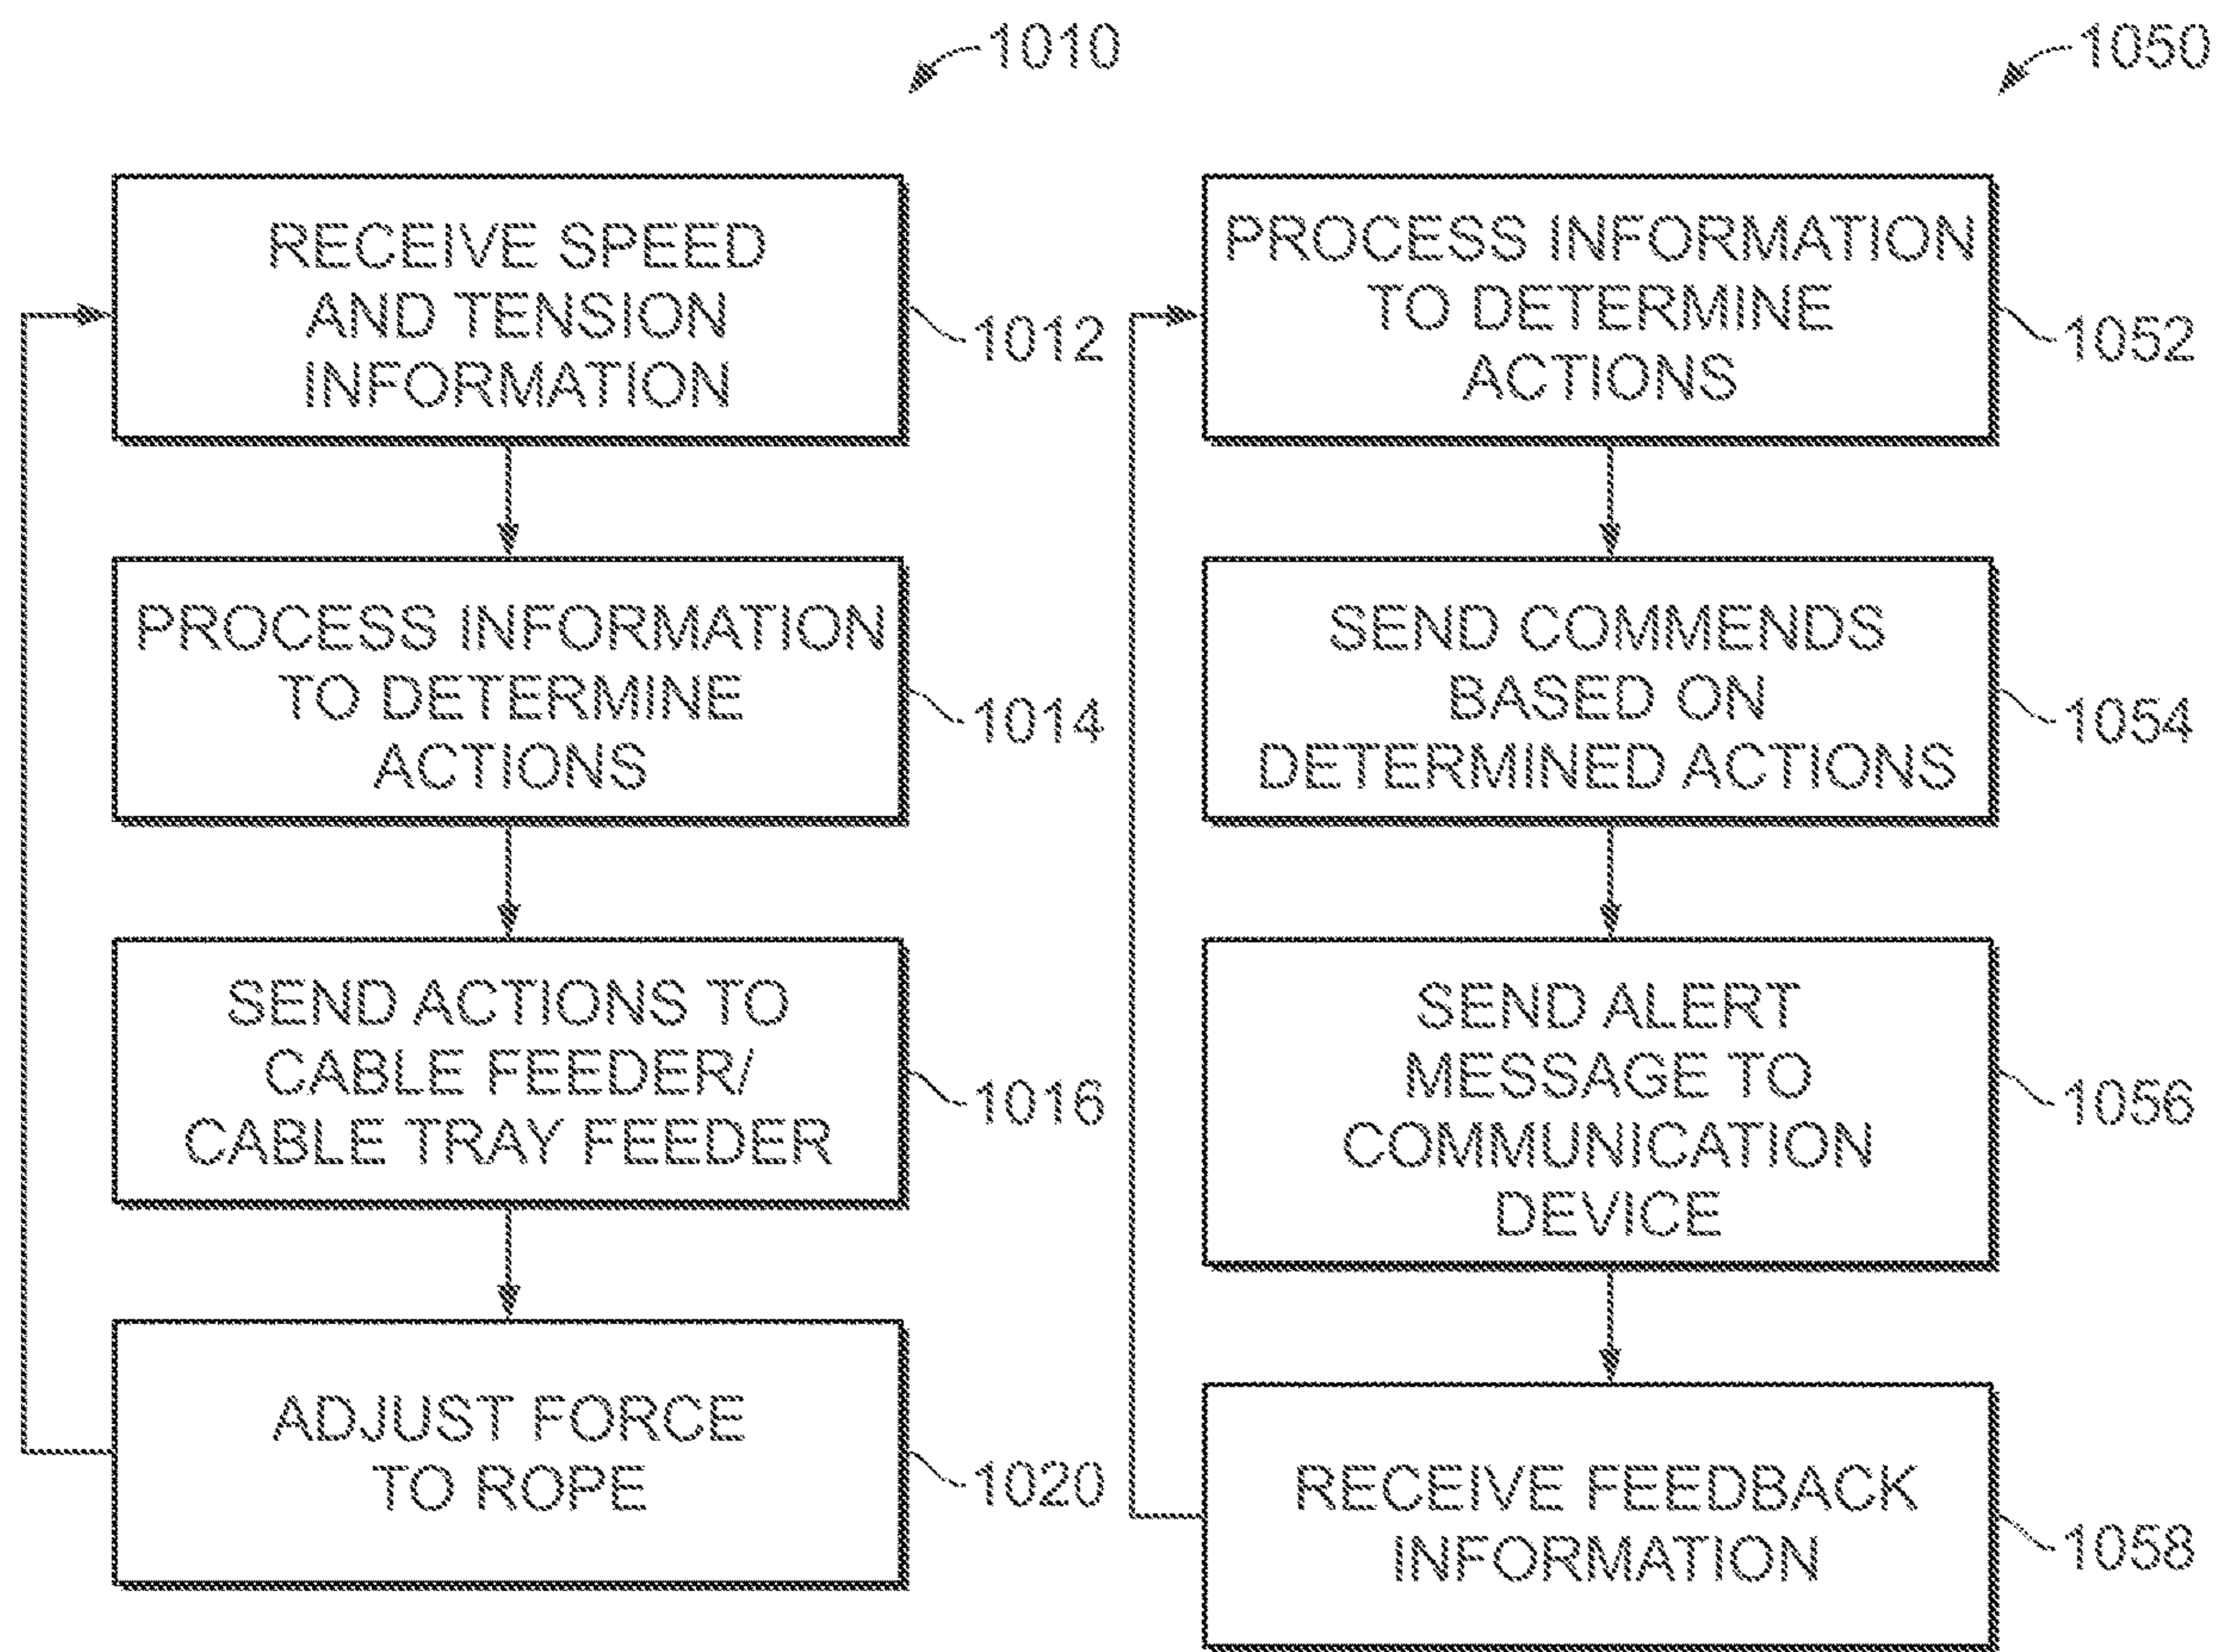 1010
RECEIVE SPEED
AND TENSION
INFORMATION
1012
PROCESS INFORMATION
TO DETERMINE
ACTIONS
1014
SEND ACTIONS TO
CABLE FEEDER/
CABLE TRAY FEEDER
1016
ADJUST FORCE
TO ROPE
1020
1050
PROCESS INFORMATION
TO DETERMINE
ACTIONS
1052
SEND COMMENDS
BASED ON
DETERMINED ACTIONS
1054
SEND ALERT
MESSAGE TO
COMMUNICATION
DEVICE
1056
RECEIVE FEEDBACK
INFORMATION
1058